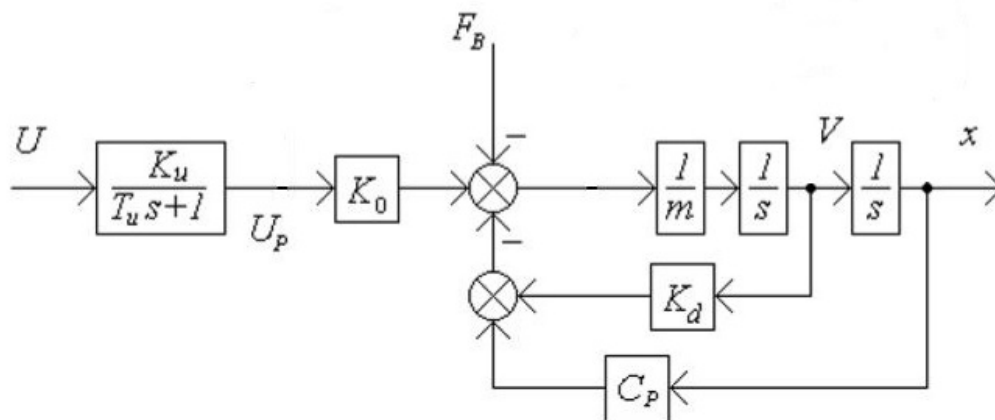 F_B
U
K_u
T_u s+1
U_P
K_0
−
−
1
m
1
s
V
1
s
x
K_d
C_P